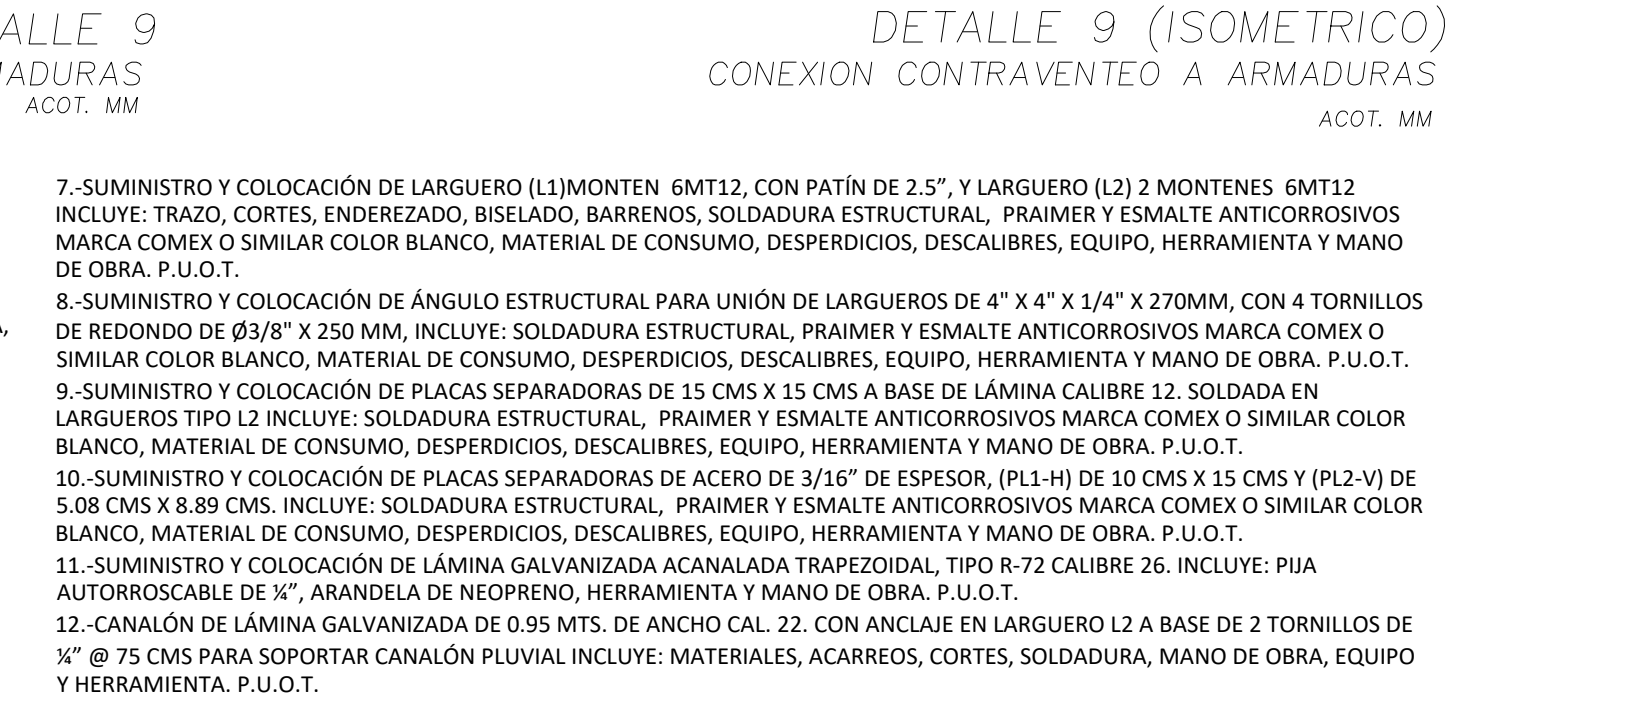 ALLE 9
MADURAS
ACOT. MM
DETALLE 9 (ISOMETRICO)
CONEXION CONTRAVENTEO A ARMADURAS
ACOT. MM
A,
7.-SUMINISTRO Y COLOCACIÓN DE LARGUERO (L1)MONTEN  6MT12, CON PATÍN DE 2.5”, Y LARGUERO (L2) 2 MONTENES  6MT12
INCLUYE: TRAZO, CORTES, ENDEREZADO, BISELADO, BARRENOS, SOLDADURA ESTRUCTURAL,  PRAIMER Y ESMALTE ANTICORROSIVOS
MARCA COMEX O SIMILAR COLOR BLANCO, MATERIAL DE CONSUMO, DESPERDICIOS, DESCALIBRES, EQUIPO, HERRAMIENTA Y MANO
DE OBRA. P.U.O.T.
8.-SUMINISTRO Y COLOCACIÓN DE ÁNGULO ESTRUCTURAL PARA UNIÓN DE LARGUEROS DE 4" X 4" X 1/4" X 270MM, CON 4 TORNILLOS
DE REDONDO DE Ø3/8" X 250 MM, INCLUYE: SOLDADURA ESTRUCTURAL, PRAIMER Y ESMALTE ANTICORROSIVOS MARCA COMEX O
SIMILAR COLOR BLANCO, MATERIAL DE CONSUMO, DESPERDICIOS, DESCALIBRES, EQUIPO, HERRAMIENTA Y MANO DE OBRA. P.U.O.T.
9.-SUMINISTRO Y COLOCACIÓN DE PLACAS SEPARADORAS DE 15 CMS X 15 CMS A BASE DE LÁMINA CALIBRE 12. SOLDADA EN
LARGUEROS TIPO L2 INCLUYE: SOLDADURA ESTRUCTURAL,  PRAIMER Y ESMALTE ANTICORROSIVOS MARCA COMEX O SIMILAR COLOR
BLANCO, MATERIAL DE CONSUMO, DESPERDICIOS, DESCALIBRES, EQUIPO, HERRAMIENTA Y MANO DE OBRA. P.U.O.T.
10.-SUMINISTRO Y COLOCACIÓN DE PLACAS SEPARADORAS DE ACERO DE 3/16” DE ESPESOR, (PL1-H) DE 10 CMS X 15 CMS Y (PL2-V) DE
5.08 CMS X 8.89 CMS. INCLUYE: SOLDADURA ESTRUCTURAL,  PRAIMER Y ESMALTE ANTICORROSIVOS MARCA COMEX O SIMILAR COLOR
BLANCO, MATERIAL DE CONSUMO, DESPERDICIOS, DESCALIBRES, EQUIPO, HERRAMIENTA Y MANO DE OBRA. P.U.O.T.
11.-SUMINISTRO Y COLOCACIÓN DE LÁMINA GALVANIZADA ACANALADA TRAPEZOIDAL, TIPO R-72 CALIBRE 26. INCLUYE: PIJA
AUTORROSCABLE DE ¼”, ARANDELA DE NEOPRENO, HERRAMIENTA Y MANO DE OBRA. P.U.O.T.
12.-CANALÓN DE LÁMINA GALVANIZADA DE 0.95 MTS. DE ANCHO CAL. 22. CON ANCLAJE EN LARGUERO L2 A BASE DE 2 TORNILLOS DE
¼” @ 75 CMS PARA SOPORTAR CANALÓN PLUVIAL INCLUYE: MATERIALES, ACARREOS, CORTES, SOLDADURA, MANO DE OBRA, EQUIPO
Y HERRAMIENTA. P.U.O.T.